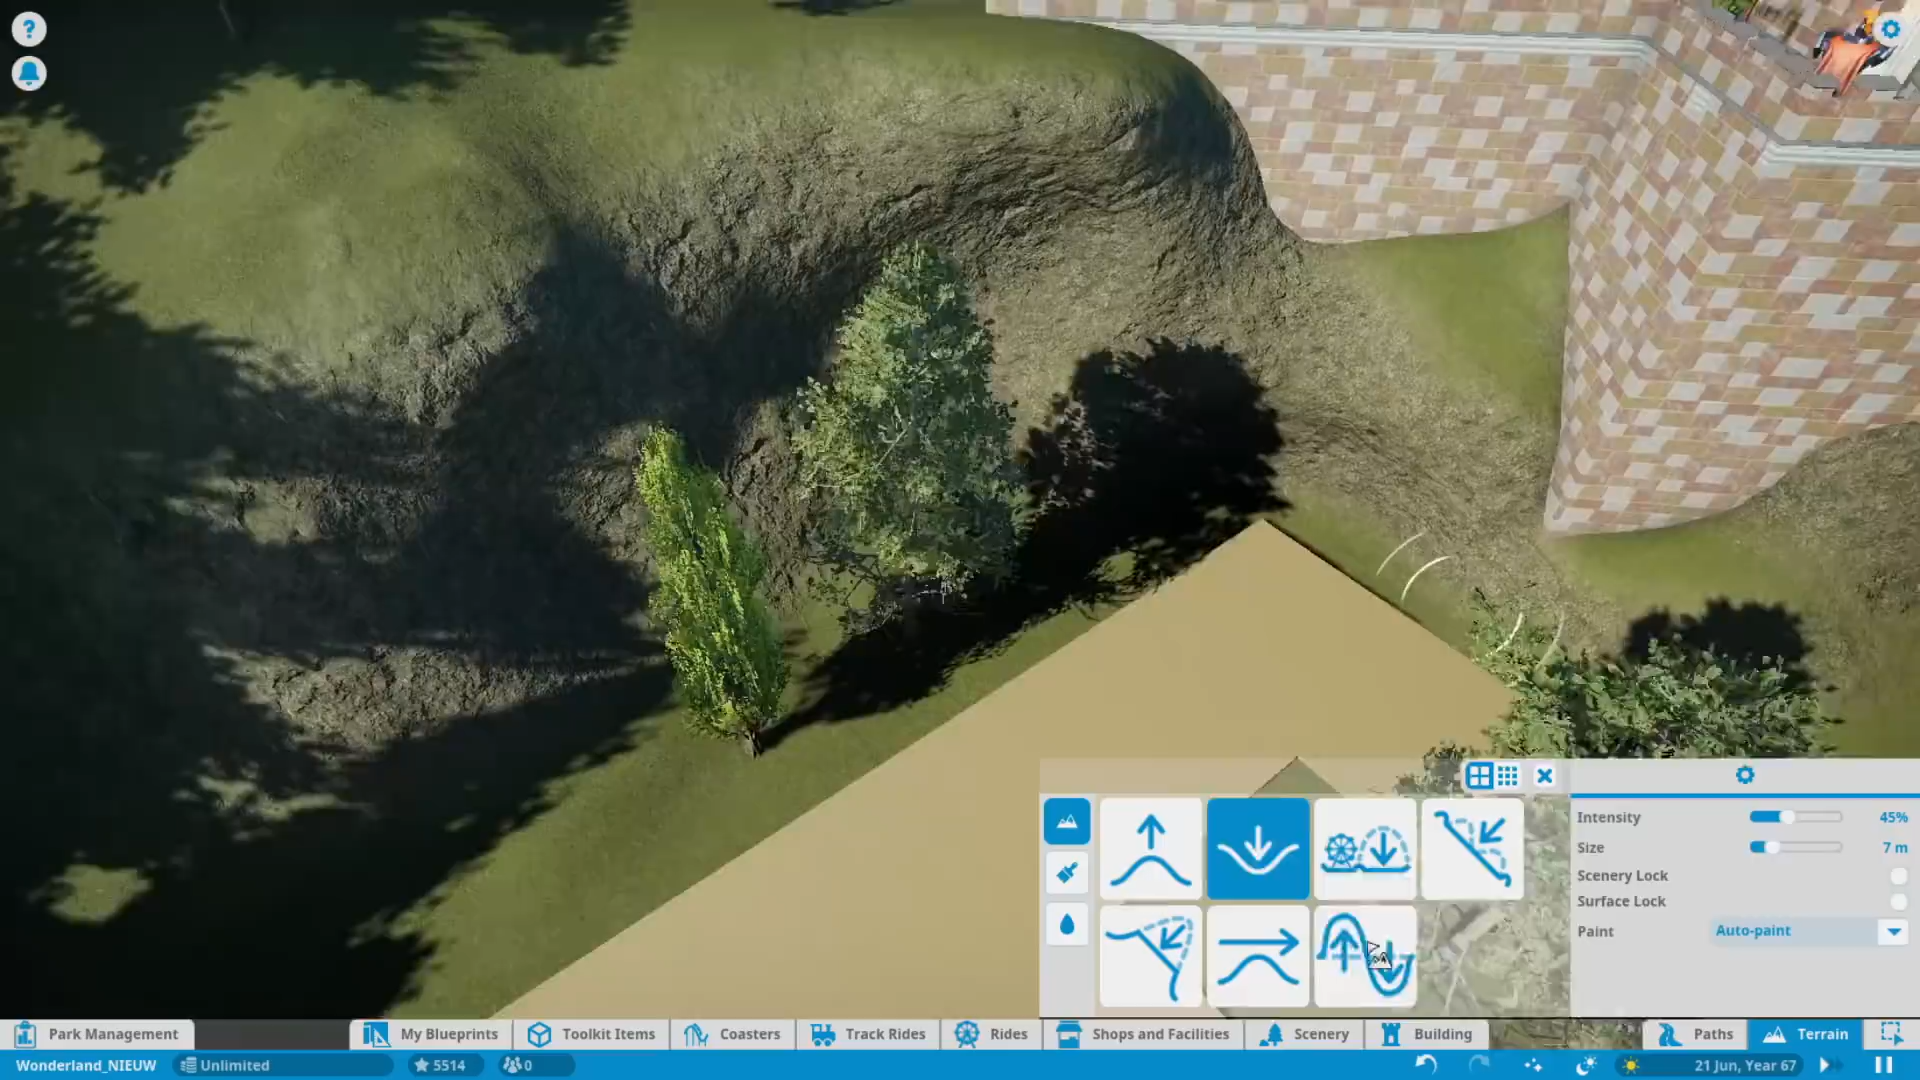 ?
Intensity 45%
Size 7 m
Scenery Lock
Surface Lock
Paint Auto-paint
Park Management My Blueprints Toolkit Items Coasters Track Rides Rides Shops and Facilities Scenery Building Paths Terrain
Wonderland_NIEUW Unlimited 5514 0 21 Jun, Year 67